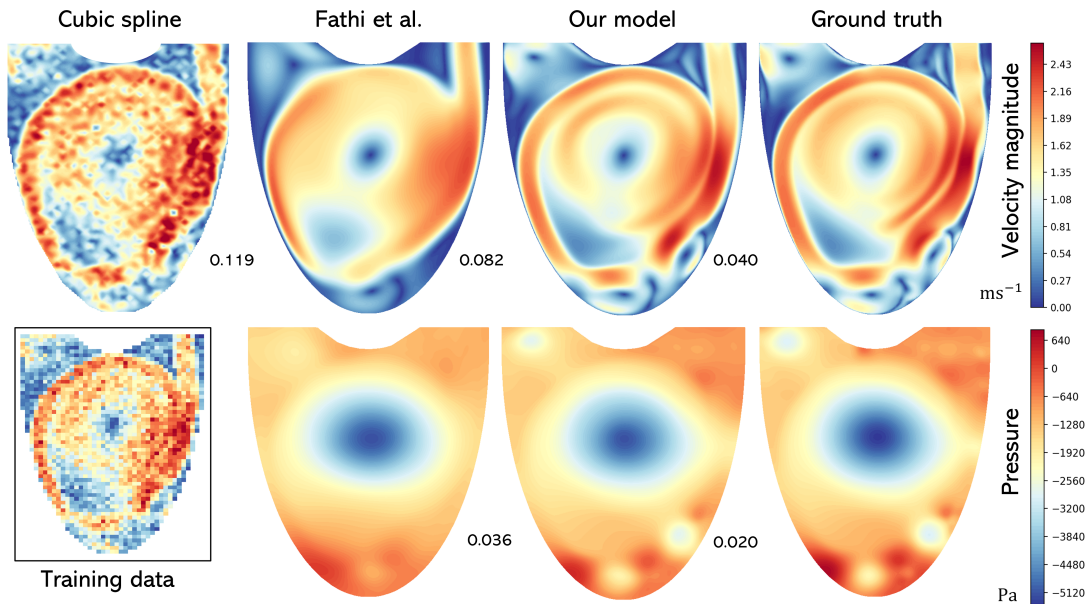 Cubic spline
Fathi et al.
Our model
Ground truth
0.119
0.082
0.040
2.43
2.16
1.89
1.62
1.35
1.08
0.81
0.54
0.27
0.00
Velocity magnitude
ms⁻¹
Training data
0.036
0.020
640
0
−640
−1280
−1920
−2560
−3200
−3840
−4480
−5120
Pressure
Pa